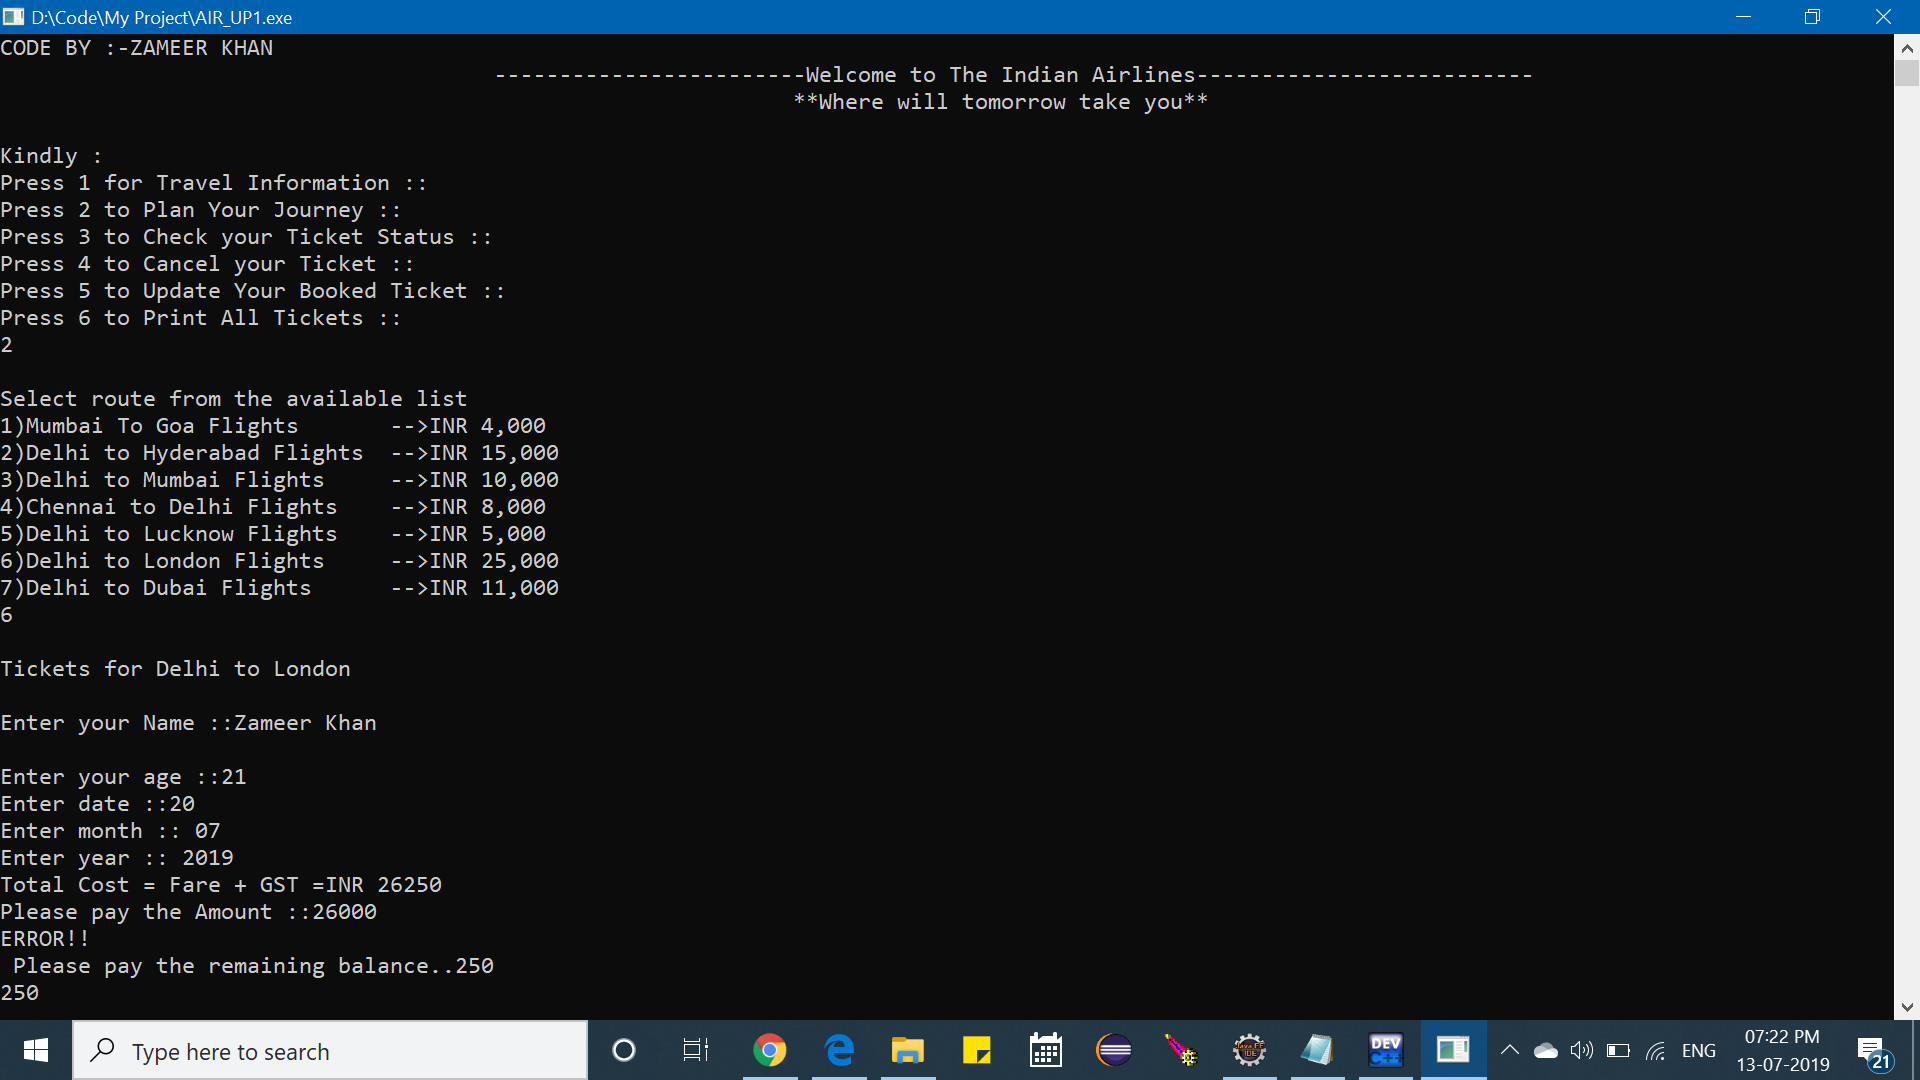 D:\Code\My Project\AIR_UP1.exe
CODE BY :-ZAMEER KHAN
------------------------Welcome to The Indian Airlines--------------------------
**Where will tomorrow take you**
Kindly :
Press 1 for Travel Information ::
Press 2 to Plan Your Journey ::
Press 3 to Check your Ticket Status ::
Press 4 to Cancel your Ticket ::
Press 5 to Update Your Booked Ticket ::
Press 6 to Print All Tickets ::
2
Select route from the available list
1)Mumbai To Goa Flights       -->INR 4,000
2)Delhi to Hyderabad Flights  -->INR 15,000
3)Delhi to Mumbai Flights     -->INR 10,000
4)Chennai to Delhi Flights    -->INR 8,000
5)Delhi to Lucknow Flights    -->INR 5,000
6)Delhi to London Flights     -->INR 25,000
7)Delhi to Dubai Flights      -->INR 11,000
6
Tickets for Delhi to London
Enter your Name ::Zameer Khan
Enter your age ::21
Enter date ::20
Enter month :: 07
Enter year :: 2019
Total Cost = Fare + GST =INR 26250
Please pay the Amount ::26000
ERROR!!
 Please pay the remaining balance..250
250
Type here to search
Java EE IDE
DEV C++
ENG
07:22 PM
13-07-2019
21